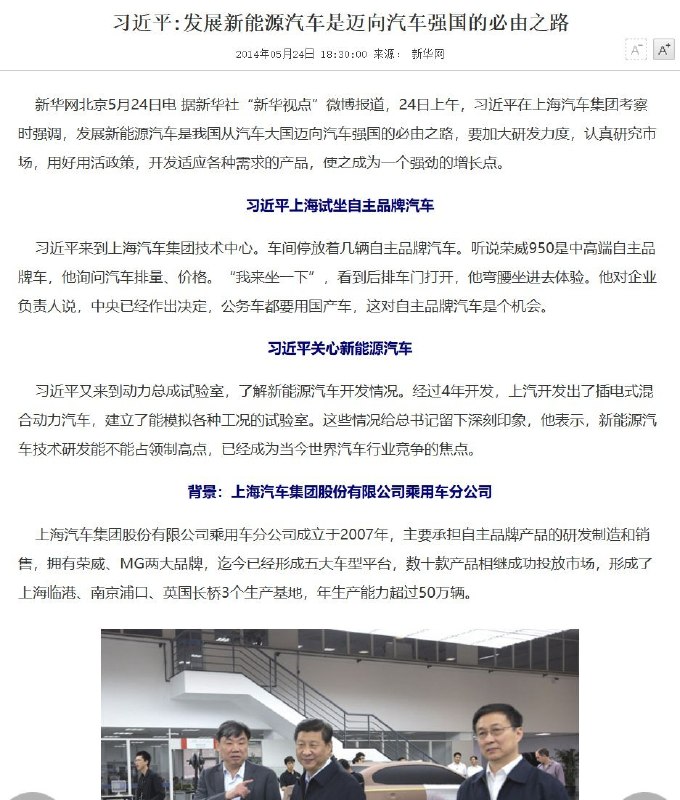 习近平:发展新能源汽车是迈向汽车强国的必由之路
2014年05月24日 18:30:00 来源： 新华网
A-
A+
新华网北京5月24日电 据新华社“新华视点”微博报道，24日上午，习近平在上海汽车集团考察
时强调，发展新能源汽车是我国从汽车大国迈向汽车强国的必由之路，要加大研发力度，认真研究市
场，用好用活政策，开发适应各种需求的产品，使之成为一个强劲的增长点。
习近平上海试坐自主品牌汽车
习近平来到上海汽车集团技术中心。车间停放着几辆自主品牌汽车。听说荣威950是中高端自主品
牌车，他询问汽车排量、价格。“我来坐一下”，看到后排车门打开，他弯腰坐进去体验。他对企业
负责人说，中央已经作出决定，公务车都要用国产车，这对自主品牌汽车是个机会。
习近平关心新能源汽车
习近平又来到动力总成试验室，了解新能源汽车开发情况。经过4年开发，上汽开发出了插电式混
合动力汽车，建立了能模拟各种工况的试验室。这些情况给总书记留下深刻印象，他表示，新能源汽
车技术研发能不能占领制高点，已经成为当今世界汽车行业竞争的焦点。
背景：上海汽车集团股份有限公司乘用车分公司
上海汽车集团股份有限公司乘用车分公司成立于2007年，主要承担自主品牌产品的研发制造和销
售，拥有荣威、MG两大品牌，迄今已经形成五大车型平台，数十款产品相继成功投放市场，形成了
上海临港、南京浦口、英国长桥3个生产基地，年生产能力超过50万辆。